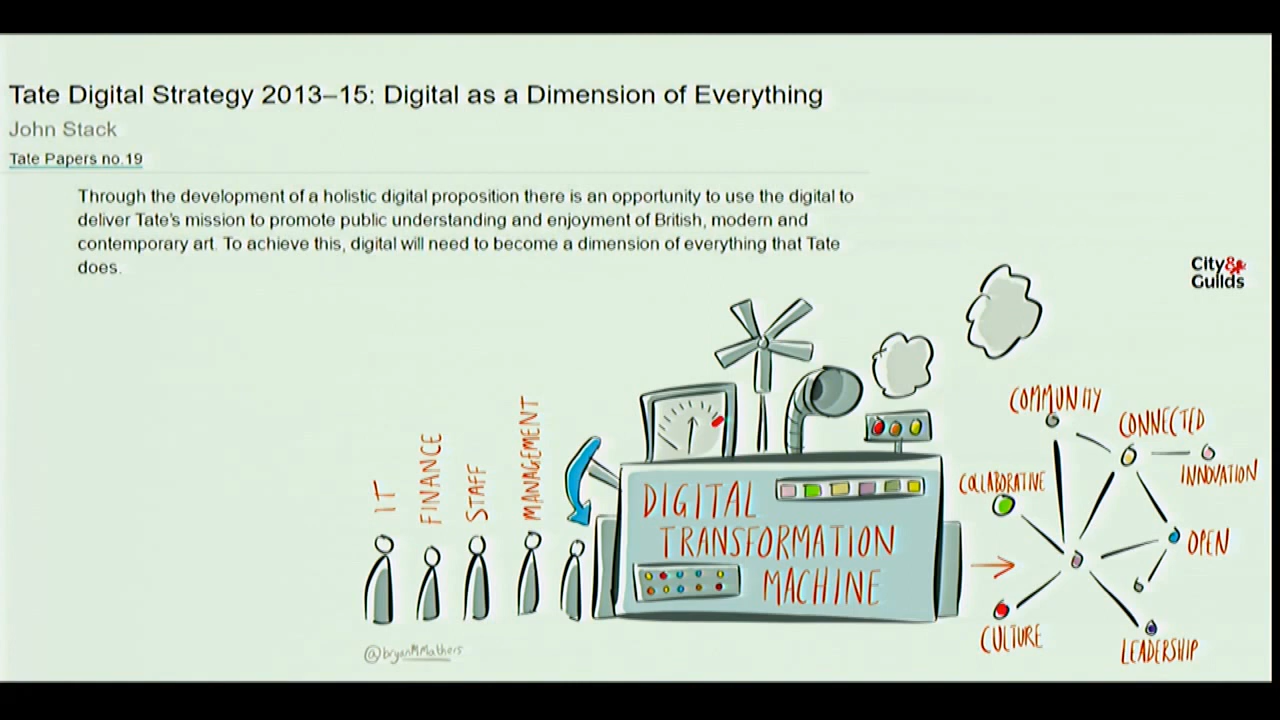 Tate Digital Strategy 2013–15: Digital as a Dimension of Everything
John Stack
Tate Papers no.19
Through the development of a holistic digital proposition there is an opportunity to use the digital to
deliver Tate's mission to promote public understanding and enjoyment of British, modern and
contemporary art. To achieve this, digital will need to become a dimension of everything that Tate
does.
City&
Guilds
IT
FINANCE
STAFF
MANAGEMENT
DIGITAL
TRANSFORMATION
MACHINE
COMMUNITY
CONNECTED
INNOVATION
COLLABORATIVE
OPEN
CULTURE
LEADERSHIP
@bryanMMathers